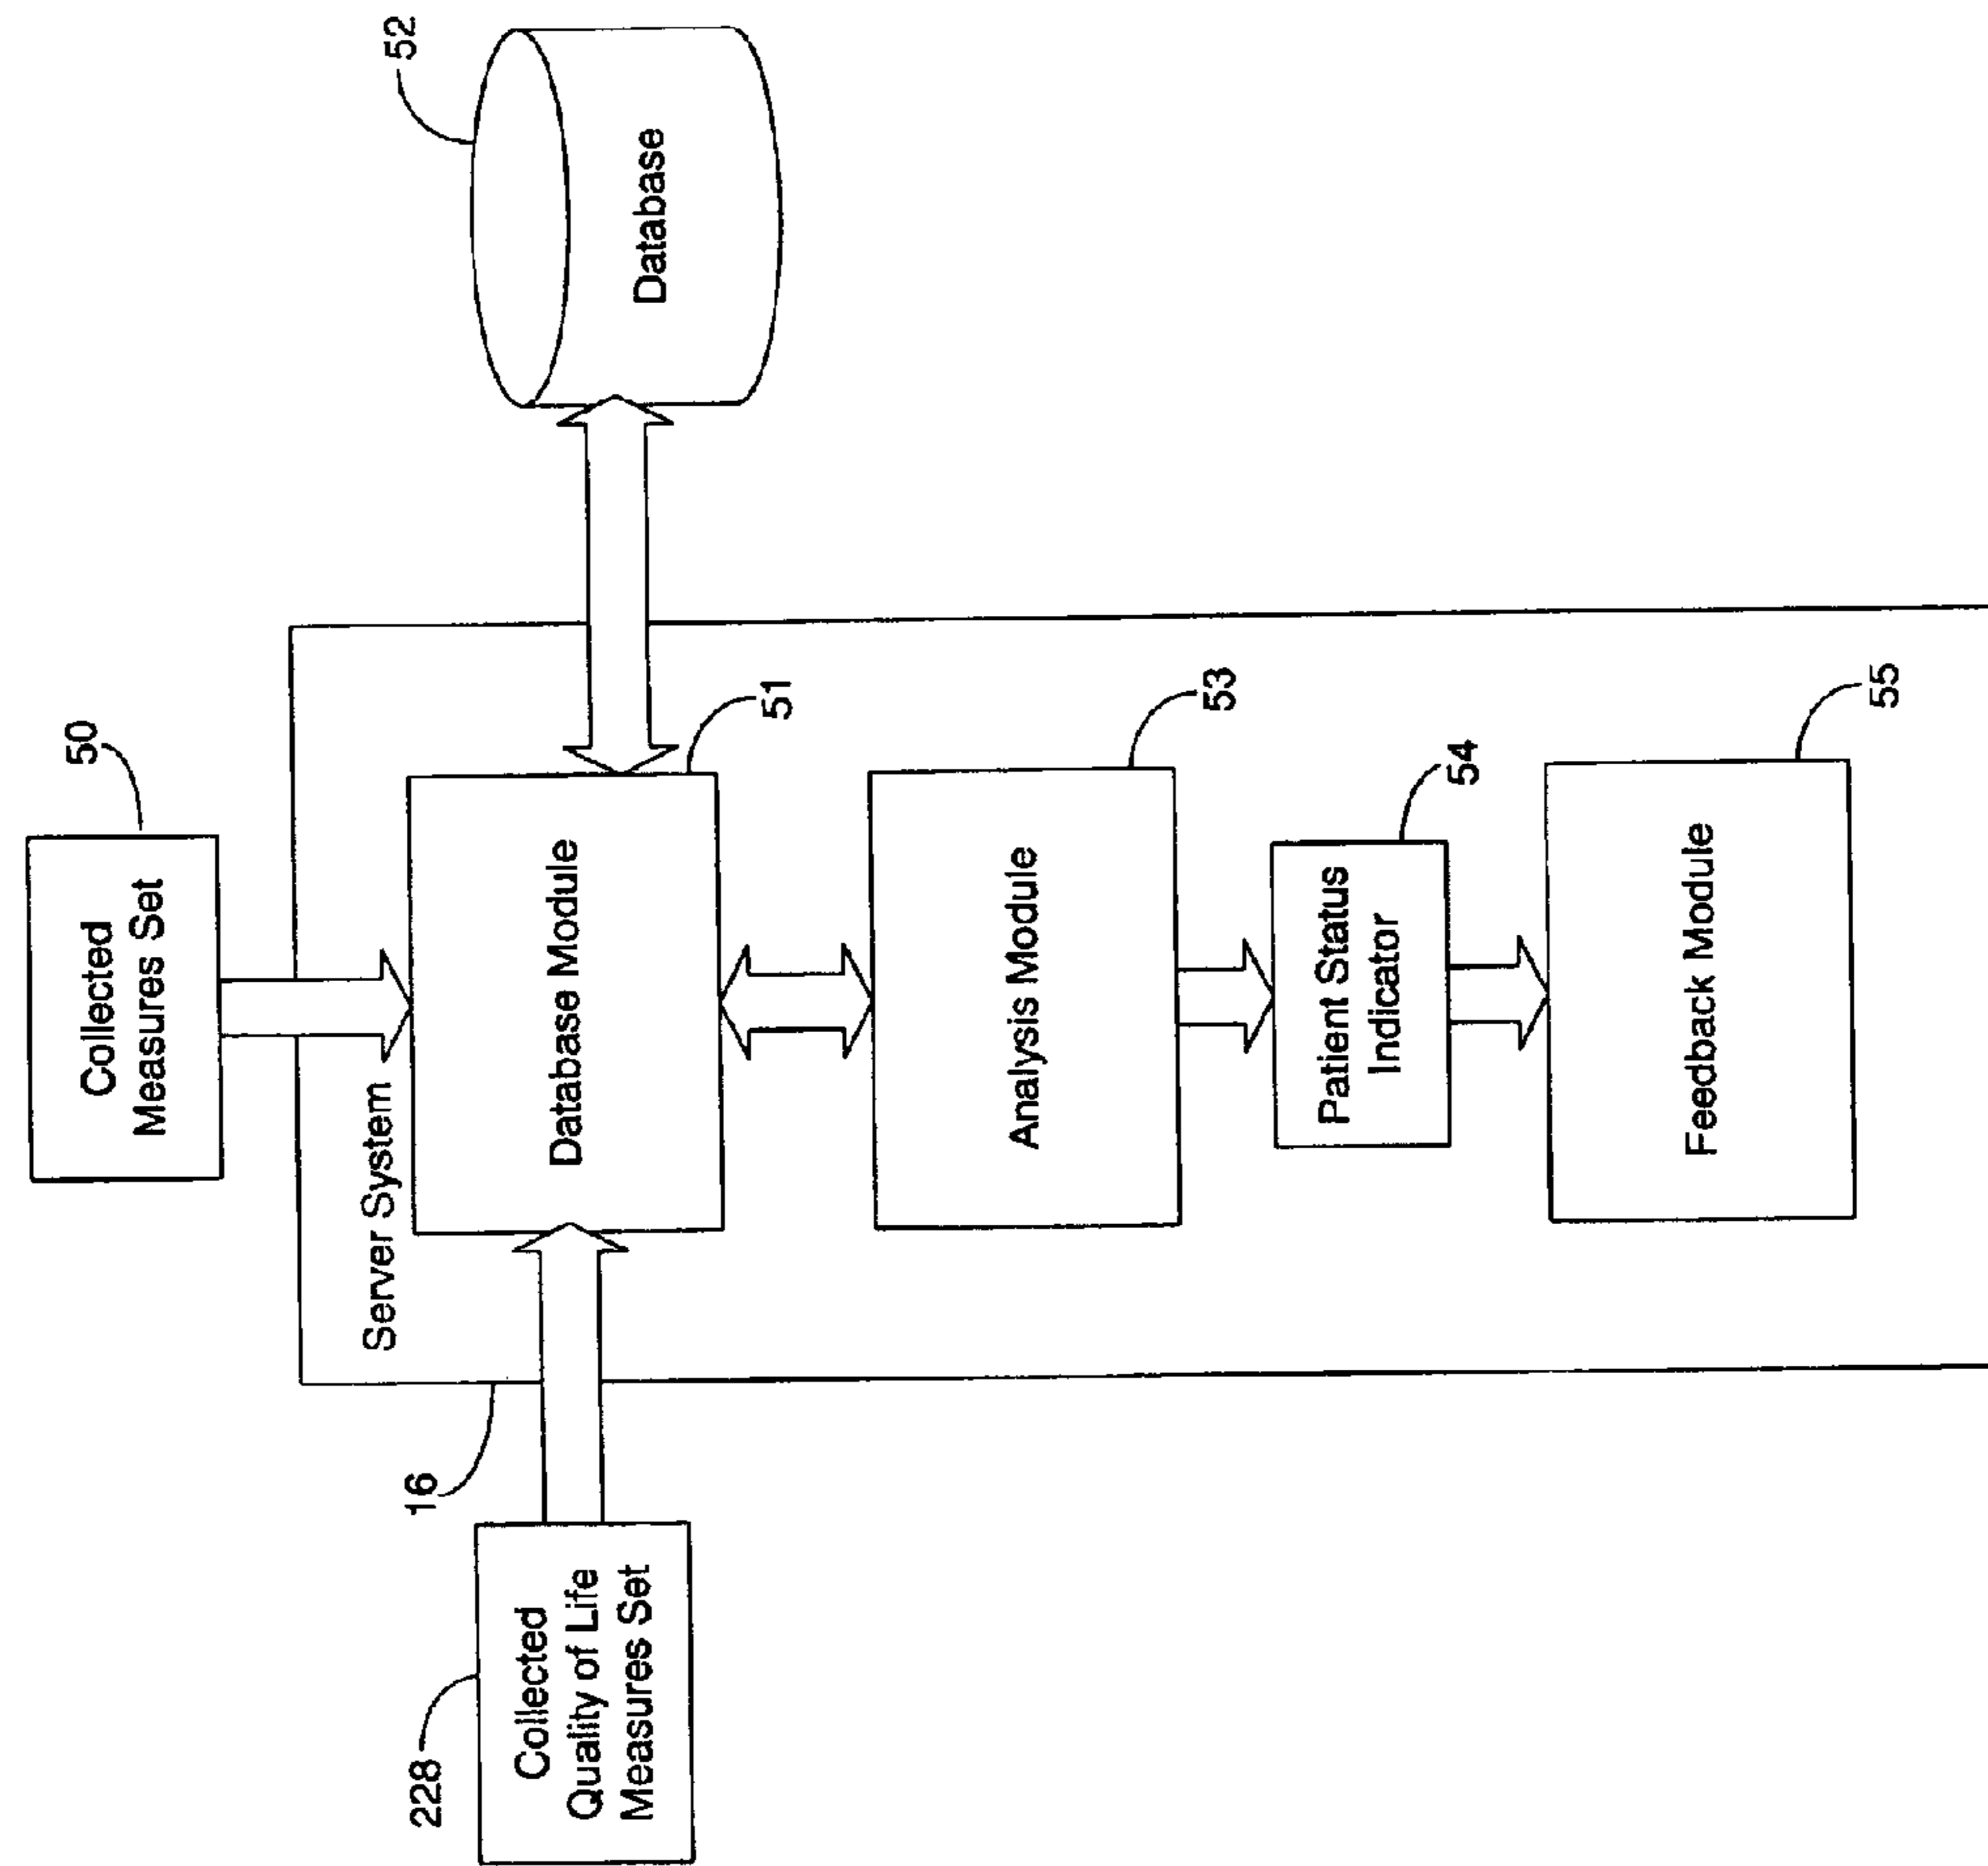 50
Collected
Measures Set
52
Database
16
Server System
228
Collected
Quality of Life
Measures Set
Database Module
51
Analysis Module
53
Patient Status
Indicator
54
Feedback Module
55